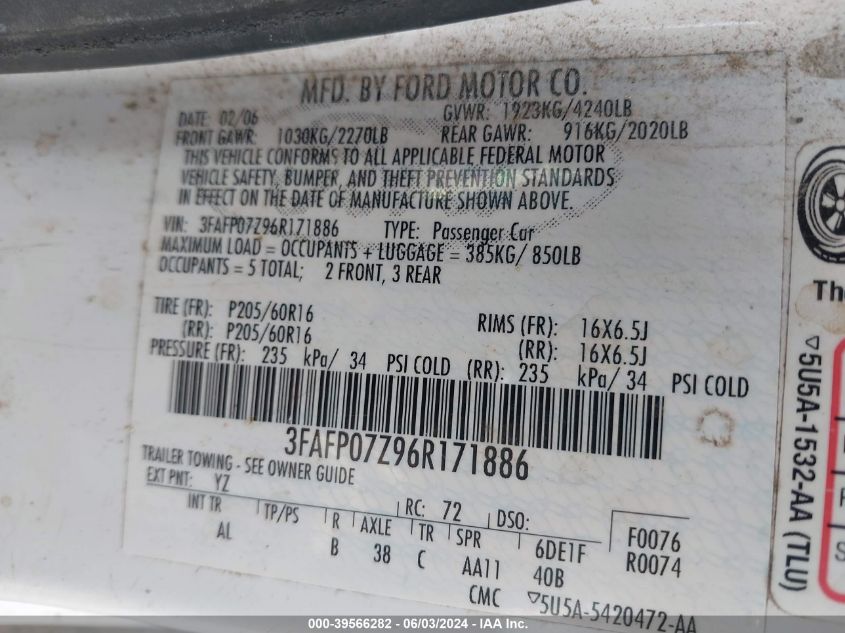 MFD. BY FORD MOTOR CO.
DATE: 02/06 GVWR: 1923KG/4240LB
FRONT GAWR: 1030KG/2270LB REAR GAWR: 916KG/2020LB
THIS VEHICLE CONFORMS TO ALL APPLICABLE FEDERAL MOTOR
VEHICLE SAFETY, BUMPER, AND THEFT PREVENTION STANDARDS
IN EFFECT ON THE DATE OF MANUFACTURE SHOWN ABOVE.
VIN: 3FAFP07Z96R171886 TYPE: Passenger Car
MAXIMUM LOAD = OCCUPANTS + LUGGAGE = 385KG/ 850LB
OCCUPANTS = 5 TOTAL; 2 FRONT, 3 REAR
TIRE (FR): P205/60R16 RIMS (FR): 16X6.5J
(RR): P205/60R16 (RR): 16X6.5J
PRESSURE (FR): 235 kPa/ 34 PSI COLD (RR): 235 kPa/ 34 PSI COLD
3FAFP07Z96R171886
TRAILER TOWING - SEE OWNER GUIDE
EXT PNT: YZ RC: 72 DSO:
INT TR TP/PS R AXLE TR SPR 6DE1F F0076
AL B 38 C AA11 40B R0074
CMC ▽5U5A-5420472-AA
The
▽5U5A-1532-AA (TLU)
000-39566282 - 06/03/2024 - IAA Inc.